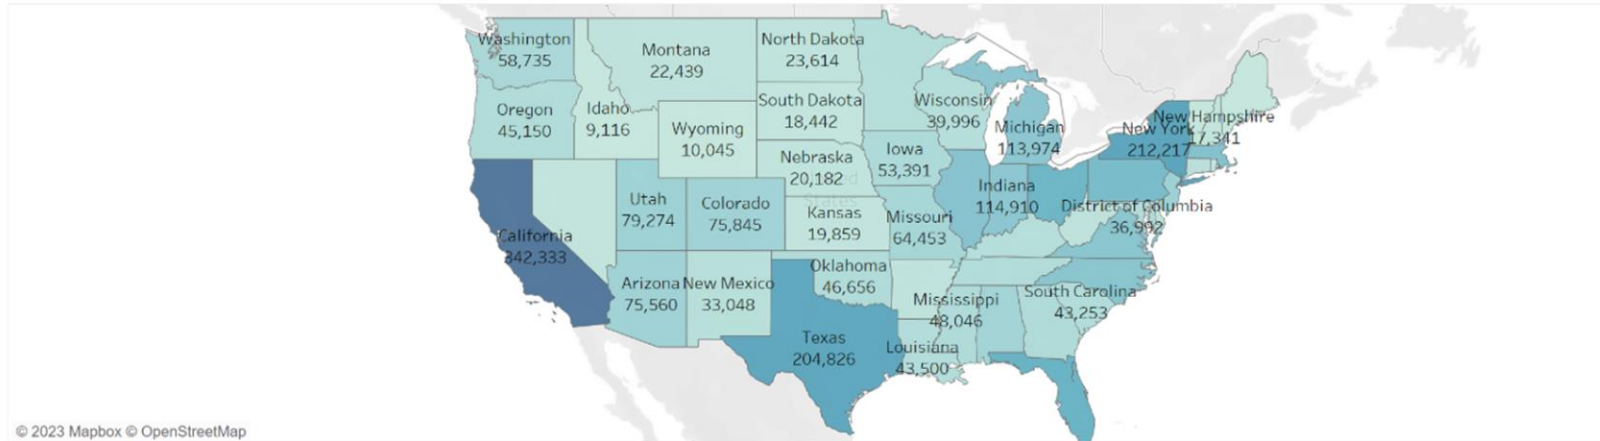 Washington
58,735
Montana
22,439
North Dakota
23,614
Oregon
45,150
Idaho
9,116
Wyoming
10,045
South Dakota
18,442
Nebraska
20,182
Wisconsin
39,996
Michigan
113,974
New Hampshire
17,341
New York
212,217
Iowa
53,391
United
States
California
342,333
Utah
79,274
Colorado
75,845
Kansas
19,859
Missouri
64,453
Indiana
114,910
District of Columbia
36,992
Arizona
75,560
New Mexico
33,048
Oklahoma
46,656
Mississippi
48,046
South Carolina
43,253
Texas
204,826
Louisiana
43,500
© 2023 Mapbox © OpenStreetMap